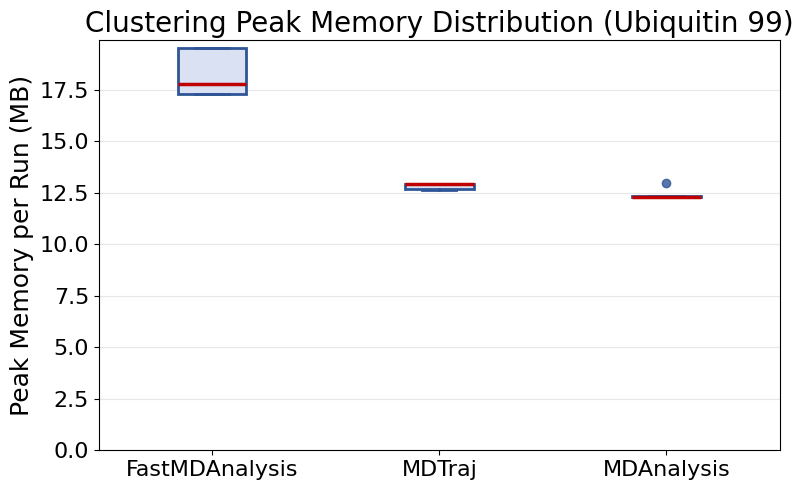 Clustering Peak Memory Distribution (Ubiquitin 99)
Peak Memory per Run (MB)
17.5
15.0
12.5
10.0
7.5
5.0
2.5
0.0
FastMDAnalysis
MDTraj
MDAnalysis